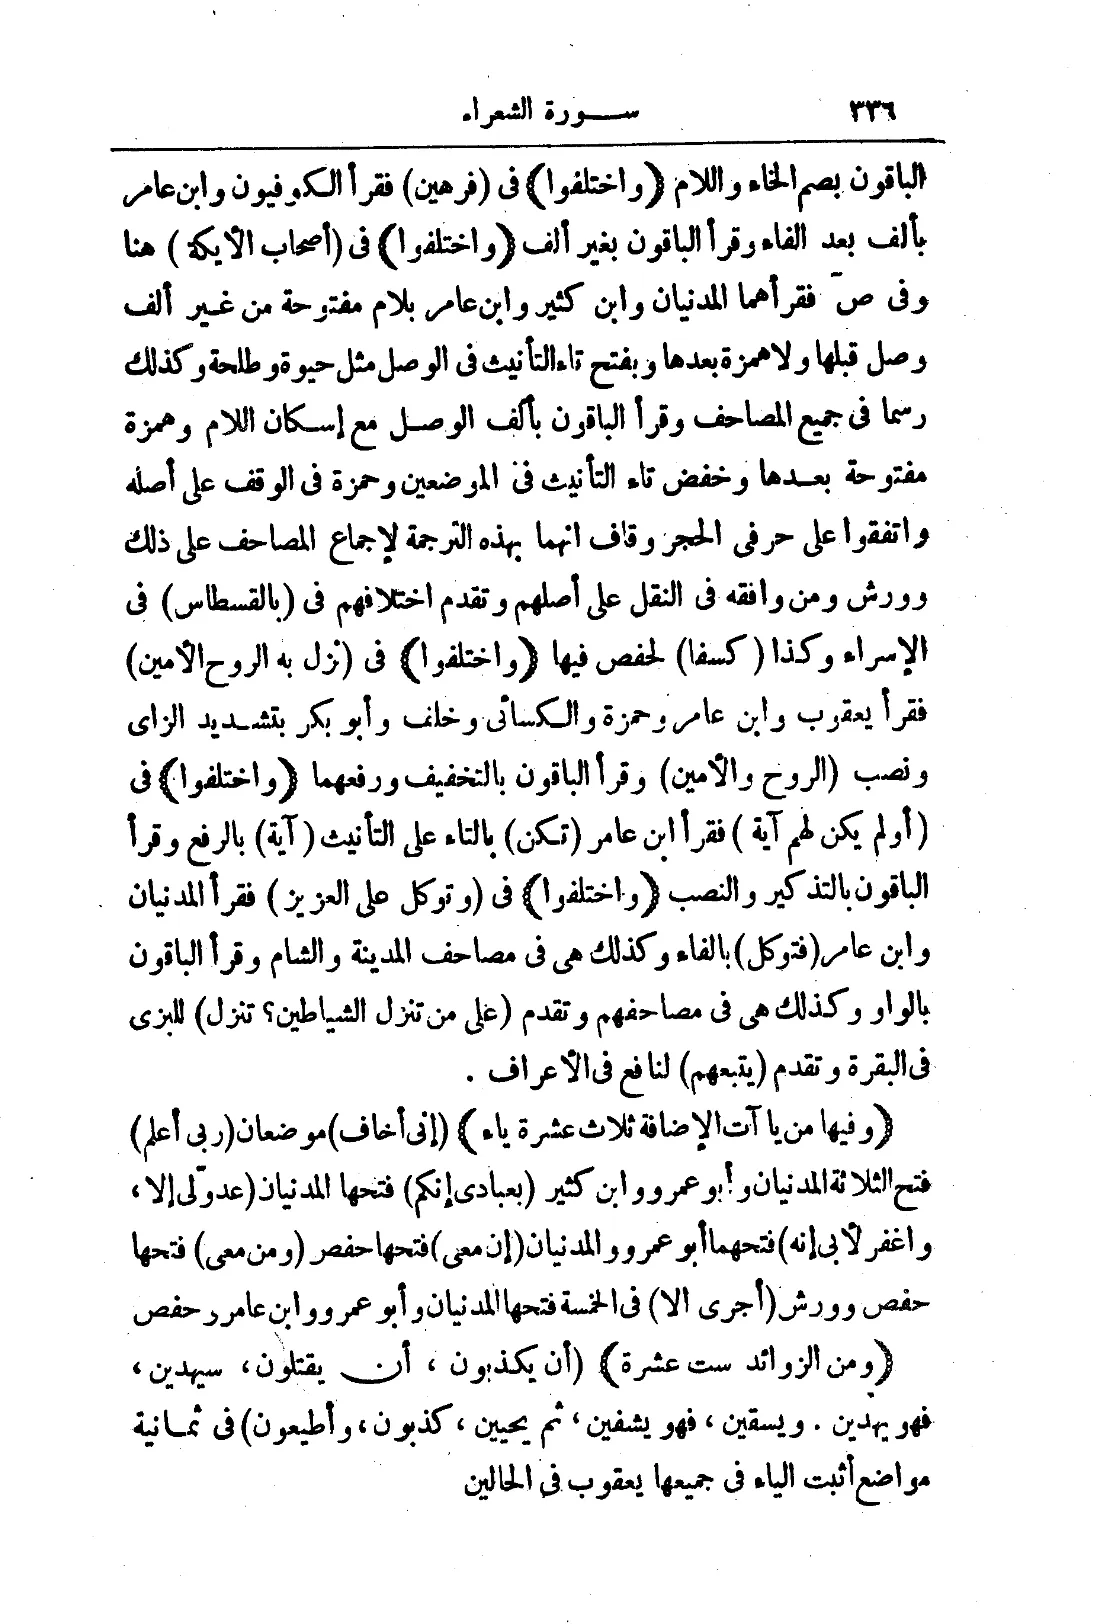 ٣٣٦ ســورة الشعراء
الباقون بضم الخاء واللام ﴿واختلفوا﴾ فى (فرهين) فقرأ الكوفيون وابن عامر
بألف بعد الفاء وقرأ الباقون بغير ألف ﴿واختلفوا﴾ فى (أصحاب الأيكة) هنا
وفى صۤ فقرأهما المدنيان وابن كثير وابن عامر بلام مفتوحة من غير ألف
وصل قبلها ولا همزة بعدها وبفتح تاء التأنيث فى الوصل مثل حيوة وطلحة وكذلك
رسما فى جميع المصاحف وقرأ الباقون بألف الوصل مع إسكان اللام وهمزة
مفتوحة بعدها وخفض تاء التأنيث فى الموضعين وحمزة فى الوقف على أصله
واتفقوا على حرفى الحجر وقاف انهما بهذه الترجمة لإجماع المصاحف على ذلك
وورش ومن وافقه فى النقل على أصلهم وتقدم اختلافهم فى (بالقسطاس) فى
الإسراء وكذا (كسفا) لحفص فيها ﴿واختلفوا﴾ فى (نزل به الروح الأمين)
فقرأ يعقوب وابن عامر وحمزة والكسائى وخلف وأبو بكر بتشديد الزاى
ونصب (الروح والأمين) وقرأ الباقون بالتخفيف ورفعهما ﴿واختلفوا﴾ فى
(أولم يكن لهم آية) فقرأ ابن عامر (تكن) بالتاء على التأنيث (آية) بالرفع وقرأ
الباقون بالتذكير والنصب ﴿واختلفوا﴾ فى (وتوكل على العزيز) فقرأ المدنيان
وابن عامر (فتوكل) بالفاء وكذلك هى فى مصاحف المدينة والشام وقرأ الباقون
بالواو وكذلك هى فى مصاحفهم وتقدم (على من تنزل الشياطين؟ تنزل) للبزى
فى البقرة وتقدم (يتبعهم) لنافع فى الأعراف .
﴿وفيها من ياآت الإضافة ثلاث عشرة ياء﴾ (إنى أخاف) موضعان (ربى أعلم)
فتح الثلاثة المدنيان وأبو عمرو وابن كثير (بعبادى إنكم) فتحها المدنيان (عدوّ لى إلا،
واغفر لأبى إنه) فتحهما أبو عمرو والمدنيان (إن معى) فتحها حفص (ومن معى) فتحها
حفص وورش (أجرى الا) فى الخمسة فتحها المدنيان وأبو عمرو وابن عامر وحفص
﴿ومن الزوائد ست عشرة﴾ (أن يكذبون ، أن يقتلون، سيهدين ،
فهو يهدين . ويسقين ، فهو يشفين ، ثم يحيين ، كذبون ، وأطيعون) فى ثمانية
مواضع أثبت الياء فى جميعها يعقوب فى الحالين